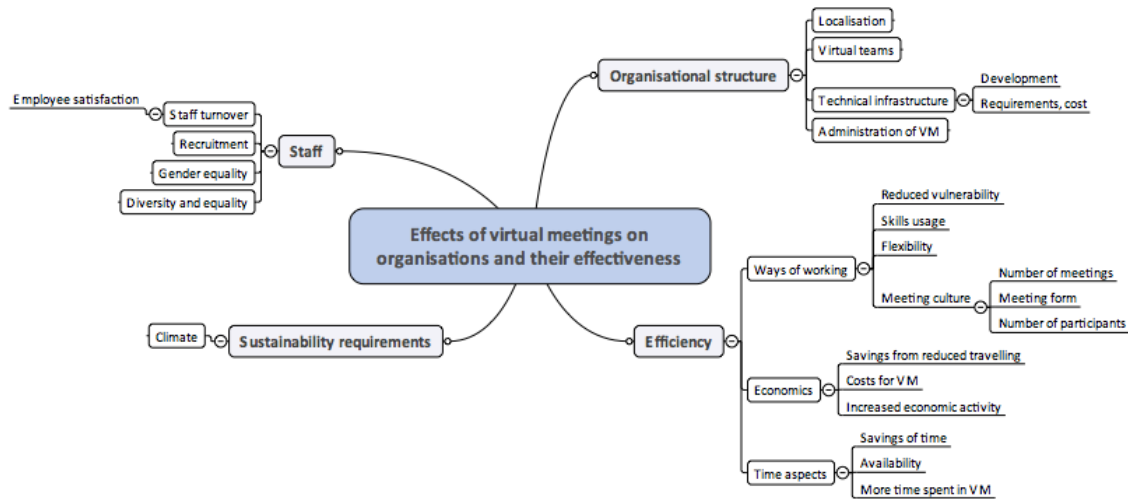 Effects of virtual meetings on
organisations and their effectiveness
Organisational structure
Localisation
Virtual teams
Technical infrastructure
Development
Requirements, cost
Administration of VM
Staff
Staff turnover
Employee satisfaction
Recruitment
Gender equality
Diversity and equality
Sustainability requirements
Climate
Efficiency
Ways of working
Reduced vulnerability
Skills usage
Flexibility
Meeting culture
Number of meetings
Meeting form
Number of participants
Economics
Savings from reduced travelling
Costs for VM
Increased economic activity
Time aspects
Savings of time
Availability
More time spent in VM